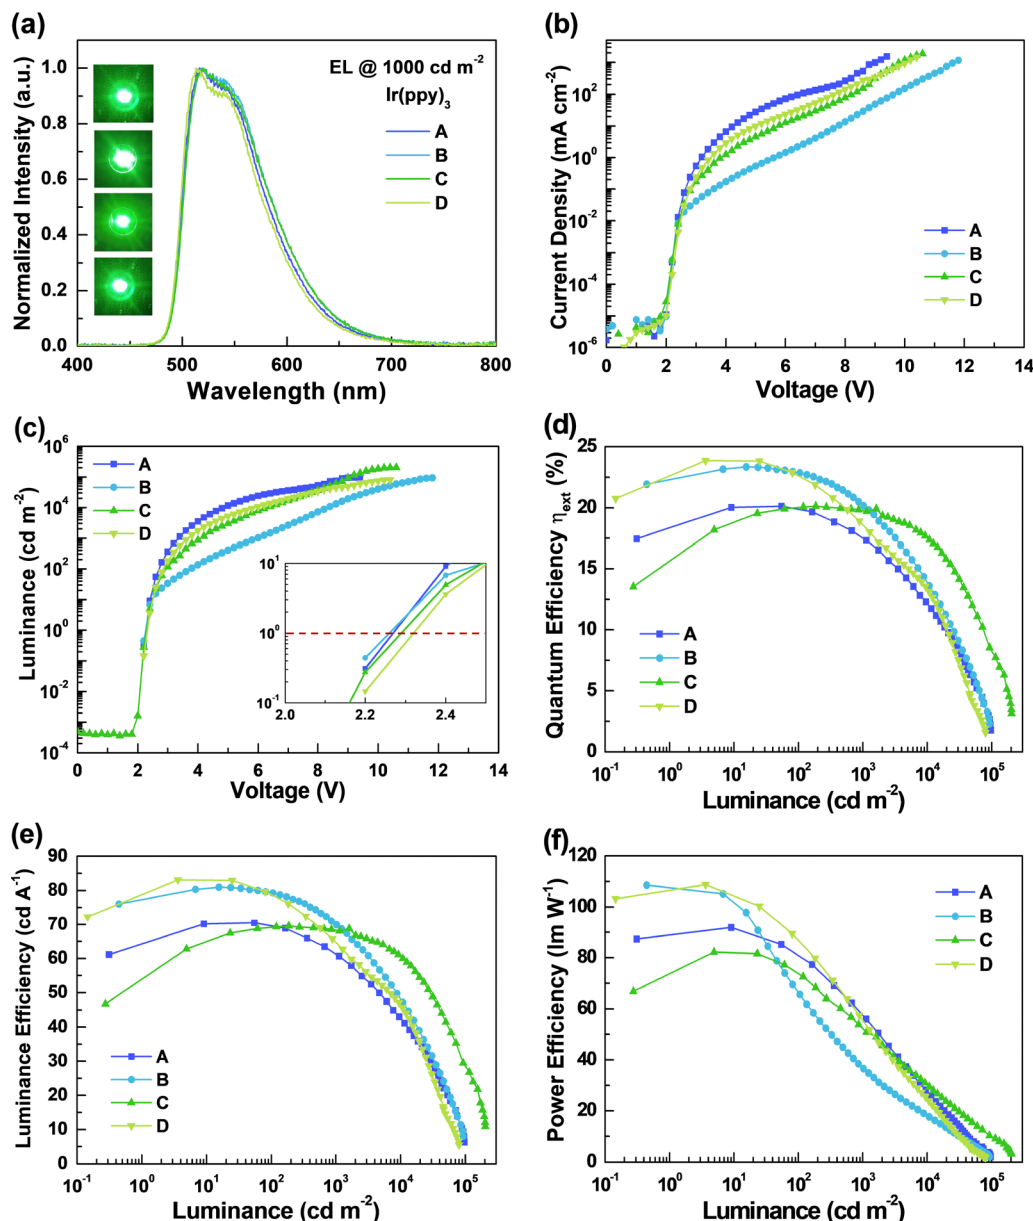 (a)
Normalized Intensity (a.u.)
1.0
0.8
0.6
0.4
0.2
0.0
EL @ 1000 cd m-2
Ir(ppy)3
A
B
C
D
400 500 600 700 800
Wavelength (nm)
(b)
Current Density (mA cm-2)
10^2
10^0
10^-2
10^-4
10^-6
A
B
C
D
0 2 4 6 8 10 12 14
Voltage (V)
(c)
Luminance (cd m-2)
10^6
10^4
10^2
10^0
10^-2
10^-4
A
B
C
D
10^1
10^0
10^-1
2.0 2.2 2.4
0 2 4 6 8 10 12 14
Voltage (V)
(d)
Quantum Efficiency ηext (%)
25
20
15
10
5
0
A
B
C
D
10^-1 10^0 10^1 10^2 10^3 10^4 10^5
Luminance (cd m-2)
(e)
Luminance Efficiency (cd A-1)
90
80
70
60
50
40
30
20
10
0
A
B
C
D
10^-1 10^0 10^1 10^2 10^3 10^4 10^5
Luminance (cd m-2)
(f)
Power Efficiency (lm W-1)
120
100
80
60
40
20
0
A
B
C
D
10^-1 10^0 10^1 10^2 10^3 10^4 10^5
Luminance (cd m-2)